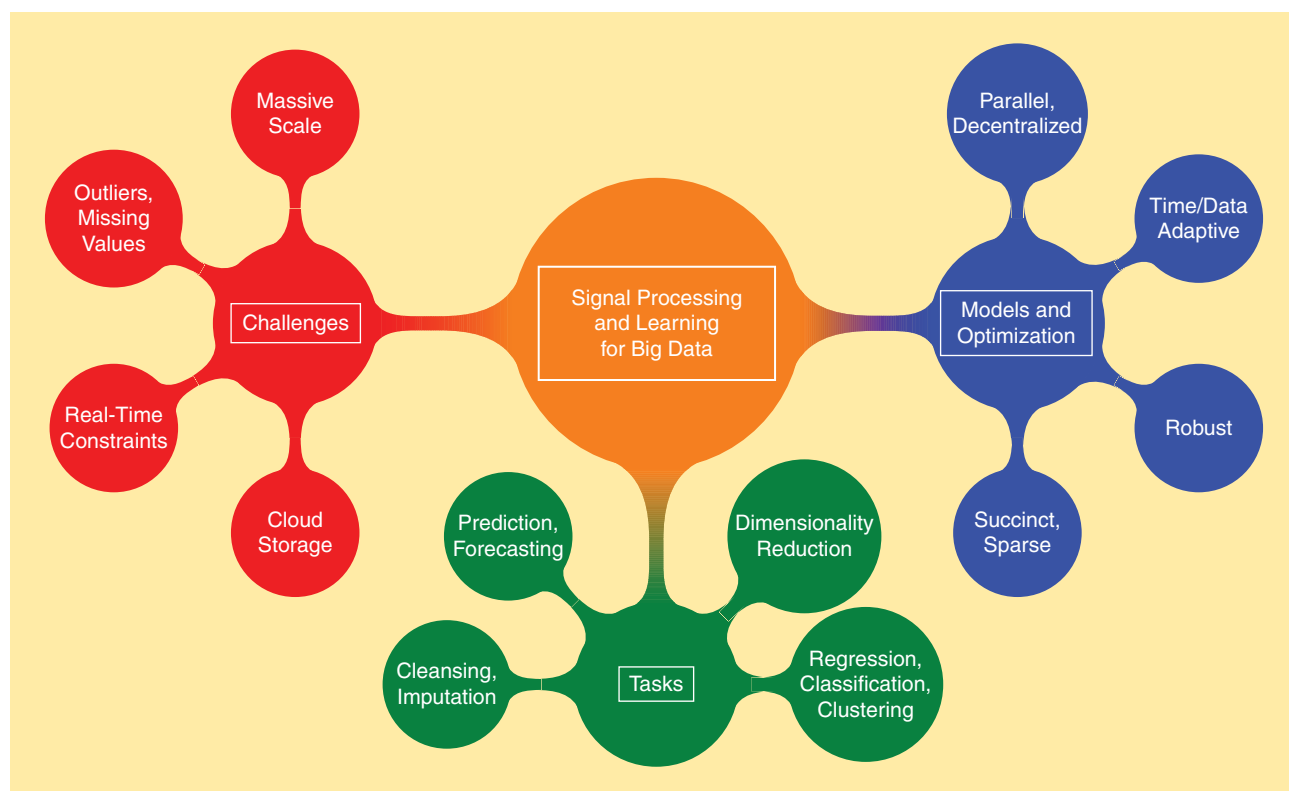 Massive
Scale
Outliers,
Missing
Values
Challenges
Real-Time
Constraints
Cloud
Storage
Signal Processing
and Learning
for Big Data
Parallel,
Decentralized
Time/Data
Adaptive
Models and
Optimization
Robust
Succinct,
Sparse
Prediction,
Forecasting
Dimensionality
Reduction
Cleansing,
Imputation
Tasks
Regression,
Classification,
Clustering